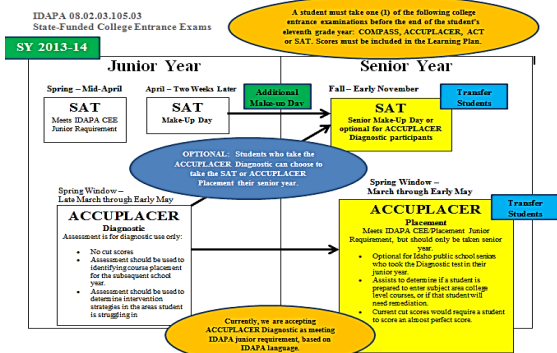 IDAPA 08.02.03.105.03
State-Funded College Entrance Exams
A student must take one (1) of the following college
entrance examinations before the end of the student's
eleventh grade year: COMPASS, ACCUPLACER, ACT
or SAT. Scores must be included in the Learning Plan.
SY 2013-14
Junior Year
Senior Year
Spring – Mid-April
SAT
Meets IDAPA CEE
Junior Requirement
April – Two Weeks Later
SAT
Make-Up Day
Additional
Make-up Day
Fall – Early November
SAT
Senior Make-Up Day or
optional for ACCUPLACER
Diagnostic participants
Transfer
Students
OPTIONAL: Students who take the
ACCUPLACER Diagnostic can choose to
take the SAT or ACCUPLACER
Placement their senior year.
Spring Window –
Late March through Early May
ACCUPLACER
Diagnostic
Assessment is for diagnostic use only:
• No cut scores
• Assessment should be used to
identifying course placement
for the subsequent school
year.
• Assessment should be used to
determine intervention
strategies in the areas student
is struggling in
Spring Window –
March through Early May
Transfer
Students
ACCUPLACER
Placement
Meets IDAPA CEE/Placement Junior
Requirement, but should only be taken senior
year.
• Optional for Idaho public school seniors
who took the Diagnostic test in their
junior year.
• Assists to determine if a student is
prepared to enter subject area college
level courses, or if that student will
need remediation.
• Current cut scores would require a student
to score an almost perfect score.
Currently, we are accepting
ACCUPLACER Diagnostic as meeting
IDAPA junior requirement, based on
IDAPA language.